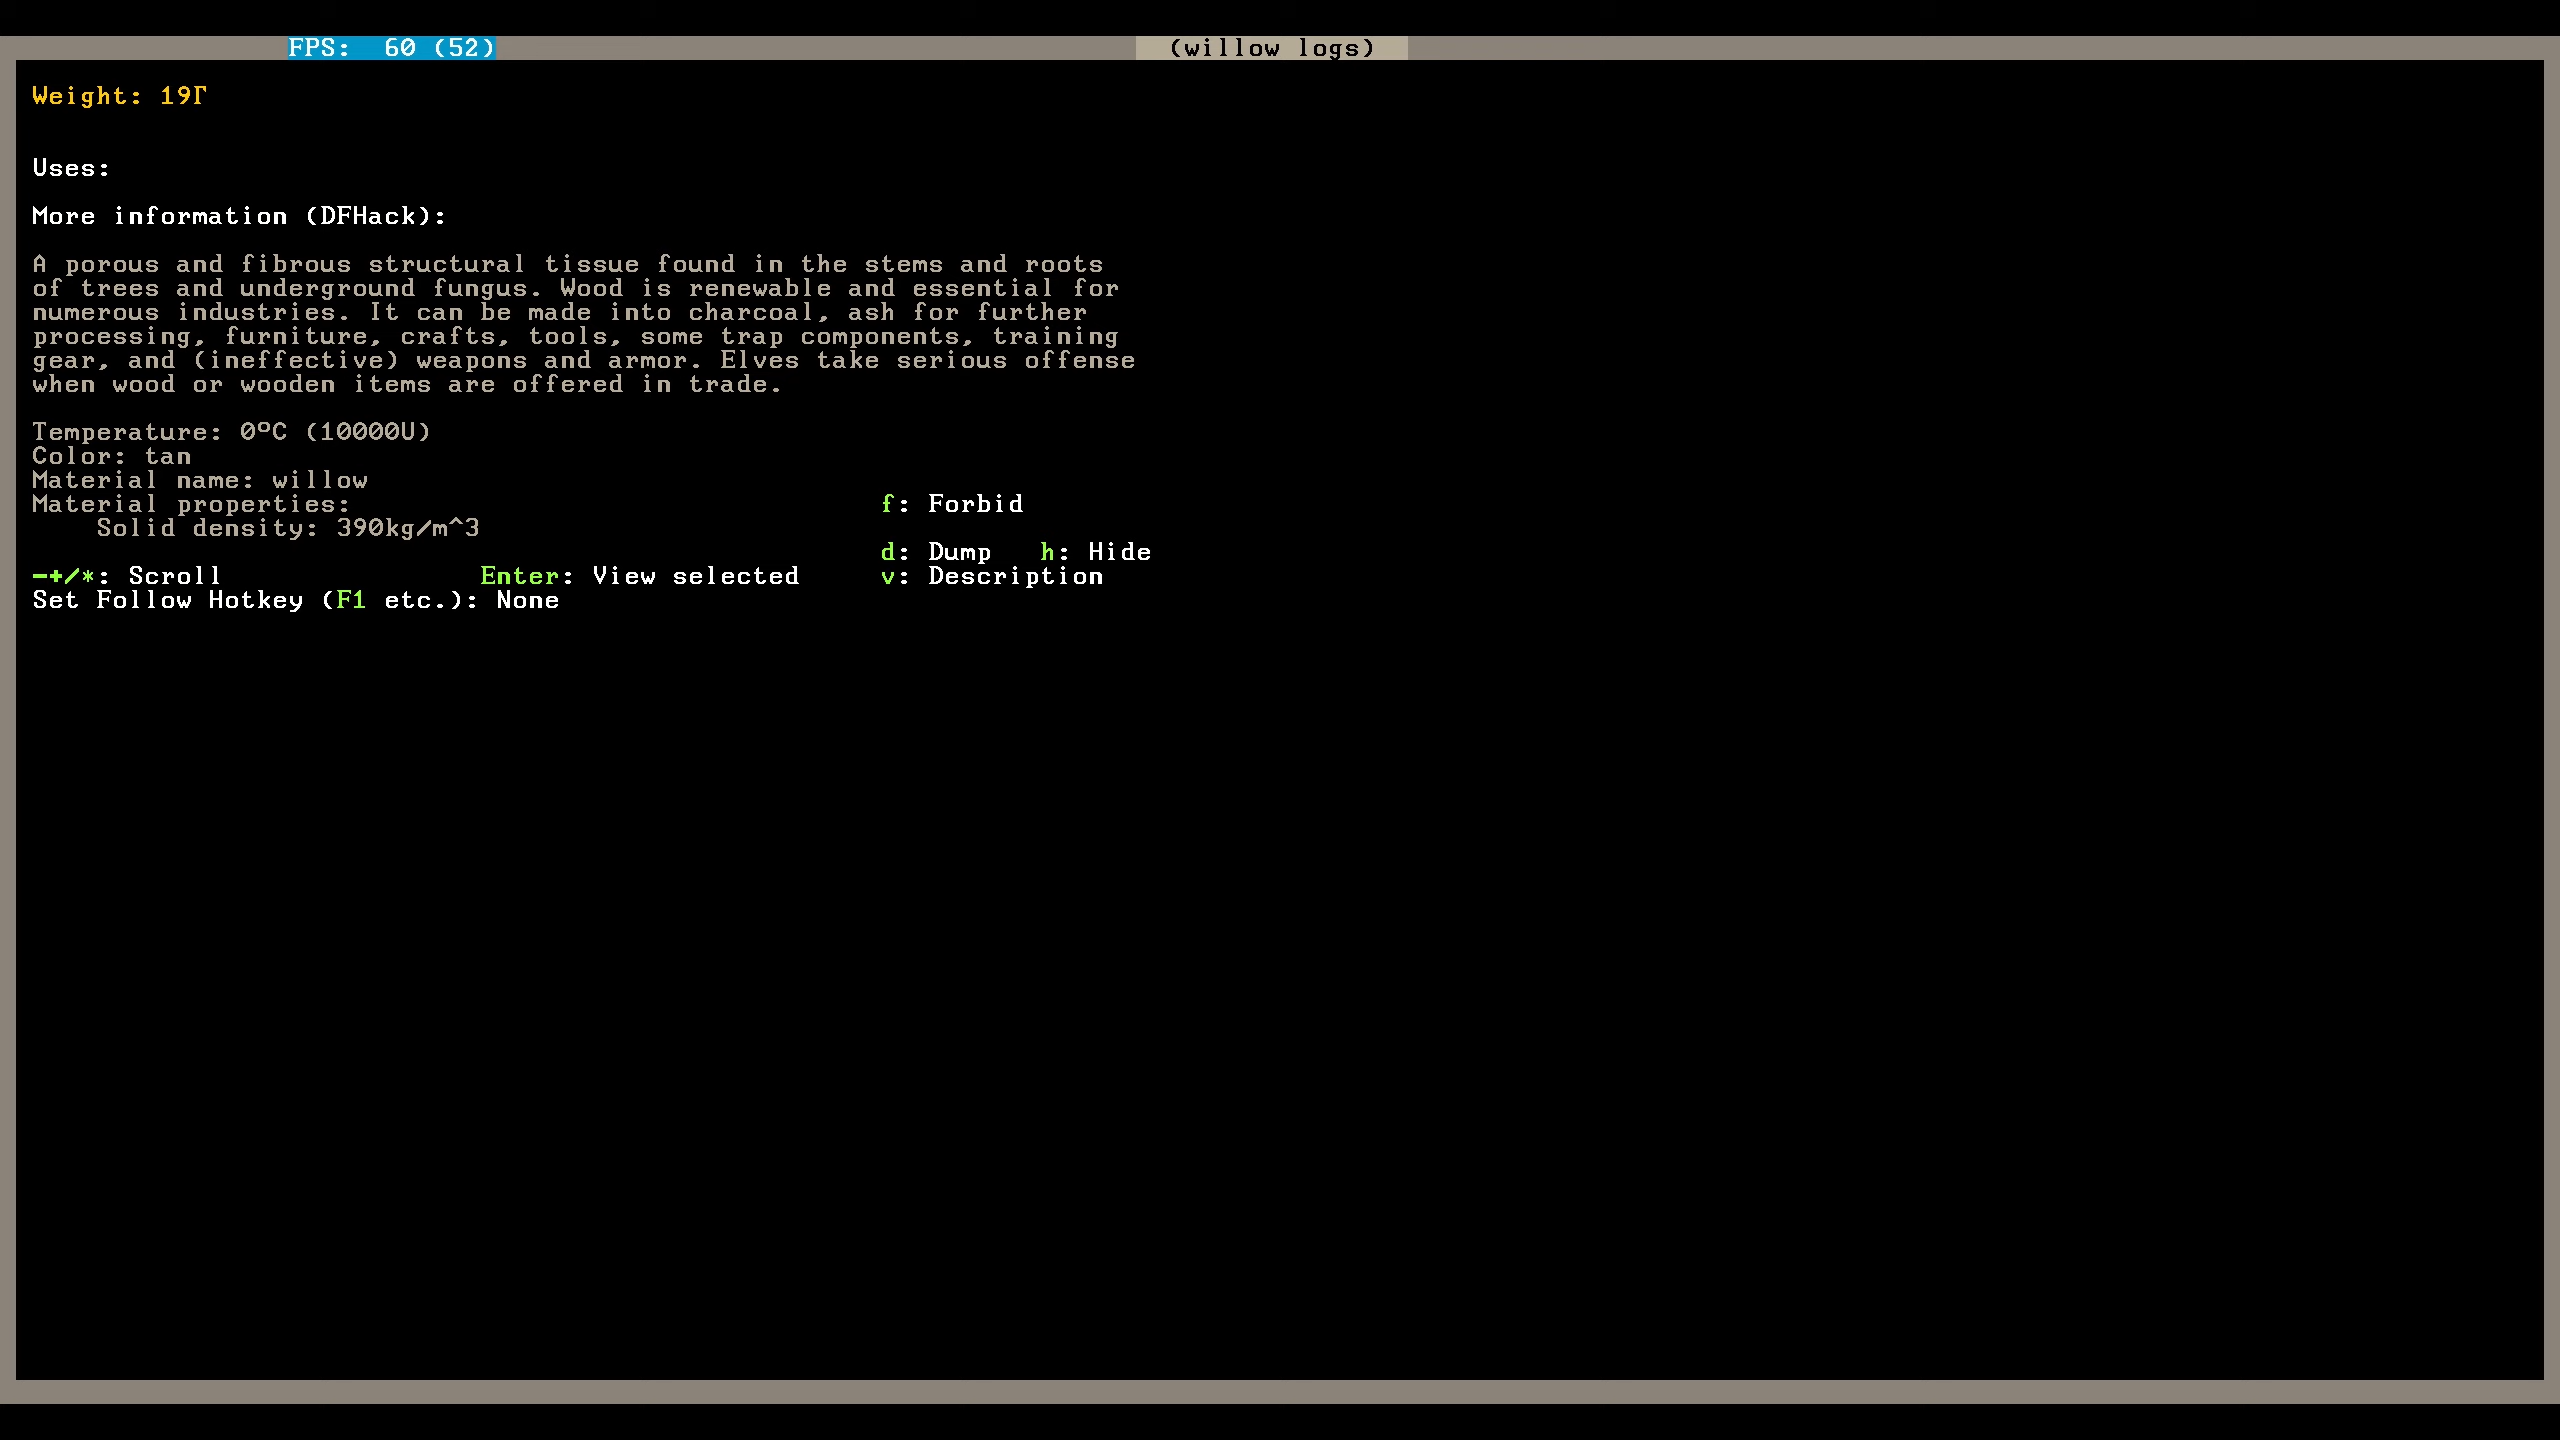 FPS: 60 (52) (willow logs)
Weight: 19Γ
Uses:
More information (DFHack):
A porous and fibrous structural tissue found in the stems and roots
of trees and underground fungus. Wood is renewable and essential for
numerous industries. It can be made into charcoal, ash for further
processing, furniture, crafts, tools, some trap components, training
gear, and (ineffective) weapons and armor. Elves take serious offense
when wood or wooden items are offered in trade.
Temperature: 0ºC (10000U)
Color: tan
Material name: willow
Material properties: f: Forbid
Solid density: 390kg/m^3
d: Dump h: Hide
-+/*: Scroll Enter: View selected v: Description
Set Follow Hotkey (F1 etc.): None